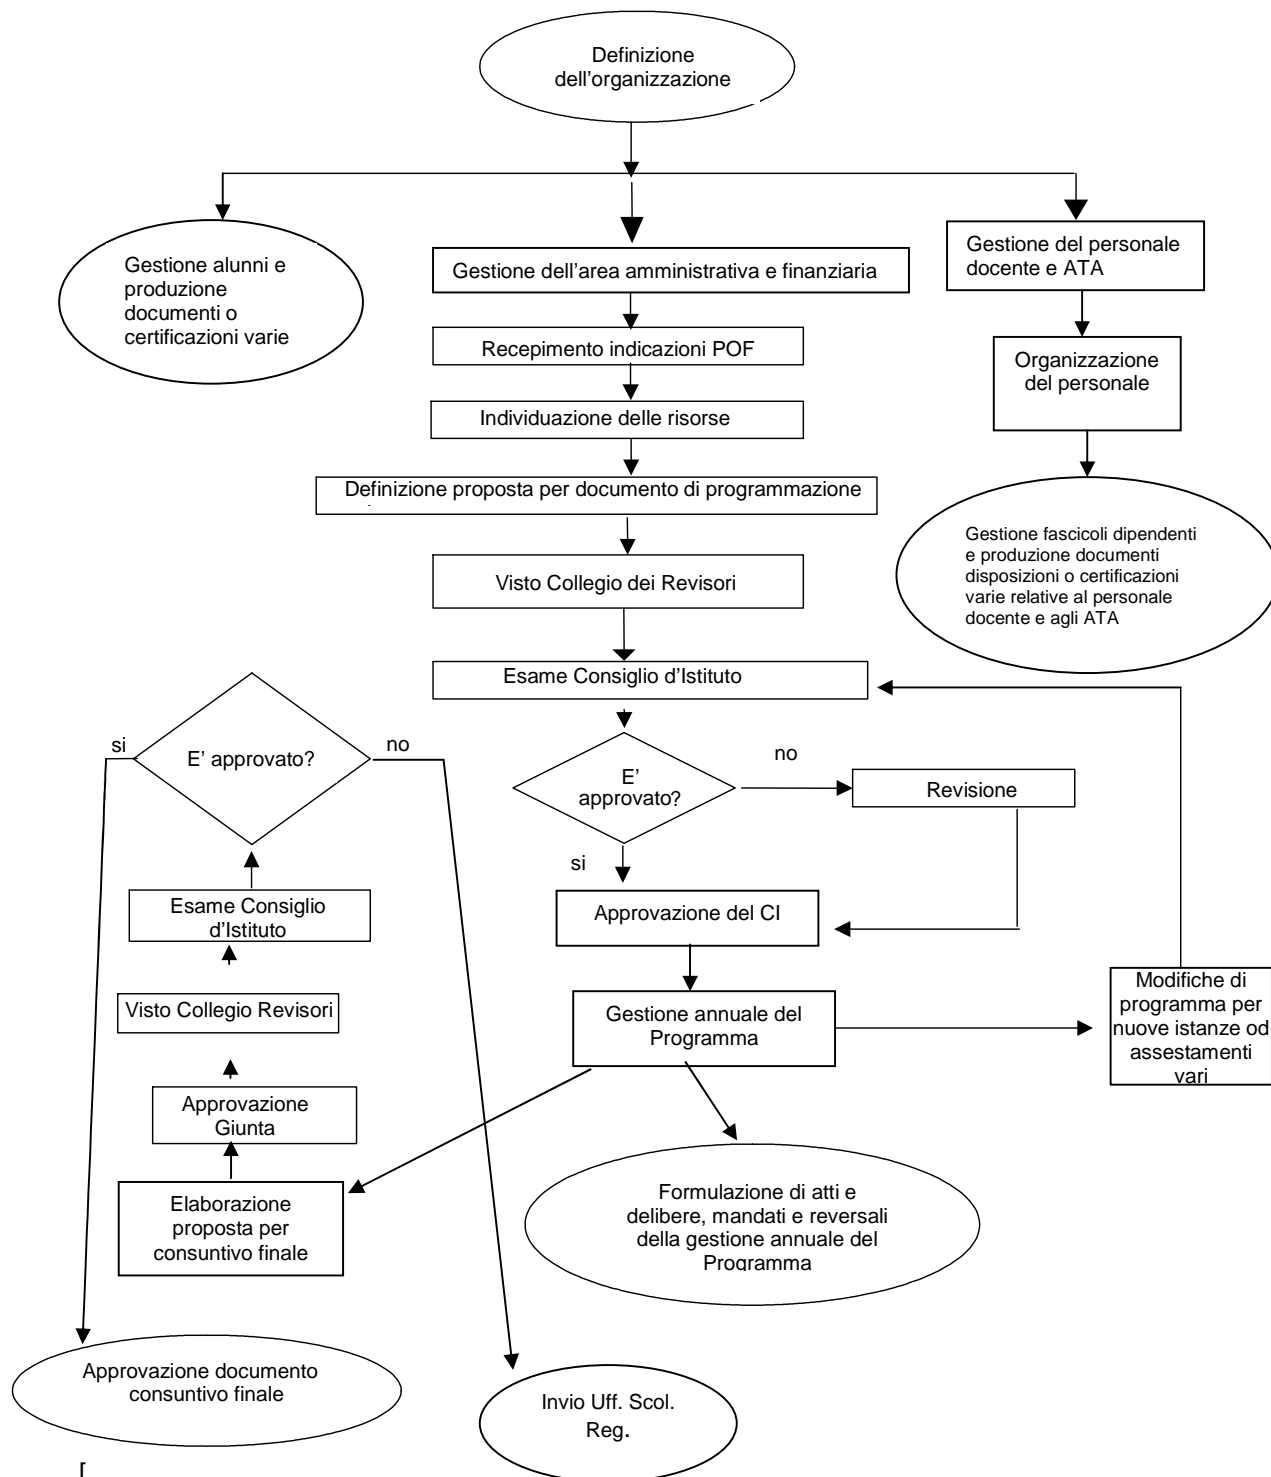 Definizione
dell'organizzazione
Gestione alunni e
produzione
documenti o
certificazioni varie
Gestione dell'area amministrativa e finanziaria
Gestione del personale
docente e ATA
Recepimento indicazioni POF
Organizzazione
del personale
Individuazione delle risorse
Definizione proposta per documento di programmazione
Gestione fascicoli dipendenti
e produzione documenti
disposizioni o certificazioni
varie relative al personale
docente e agli ATA
Visto Collegio dei Revisori
Esame Consiglio d'Istituto
si
E' approvato?
no
E'
approvato?
no
Revisione
si
Esame Consiglio
d'Istituto
Approvazione del CI
Visto Collegio Revisori
Gestione annuale del
Programma
Modifiche di
programma per
nuove istanze od
assestamenti
vari
Approvazione
Giunta
Elaborazione
proposta per
consuntivo finale
Formulazione di atti e
delibere, mandati e reversali
della gestione annuale del
Programma
Approvazione documento
consuntivo finale
Invio Uff. Scol.
Reg.